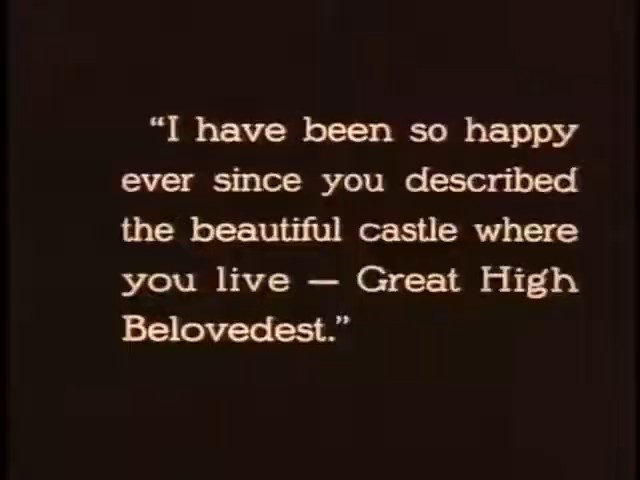 “I have been so happy
ever since you described
the beautiful castle where
you live — Great High
Belovedest.”